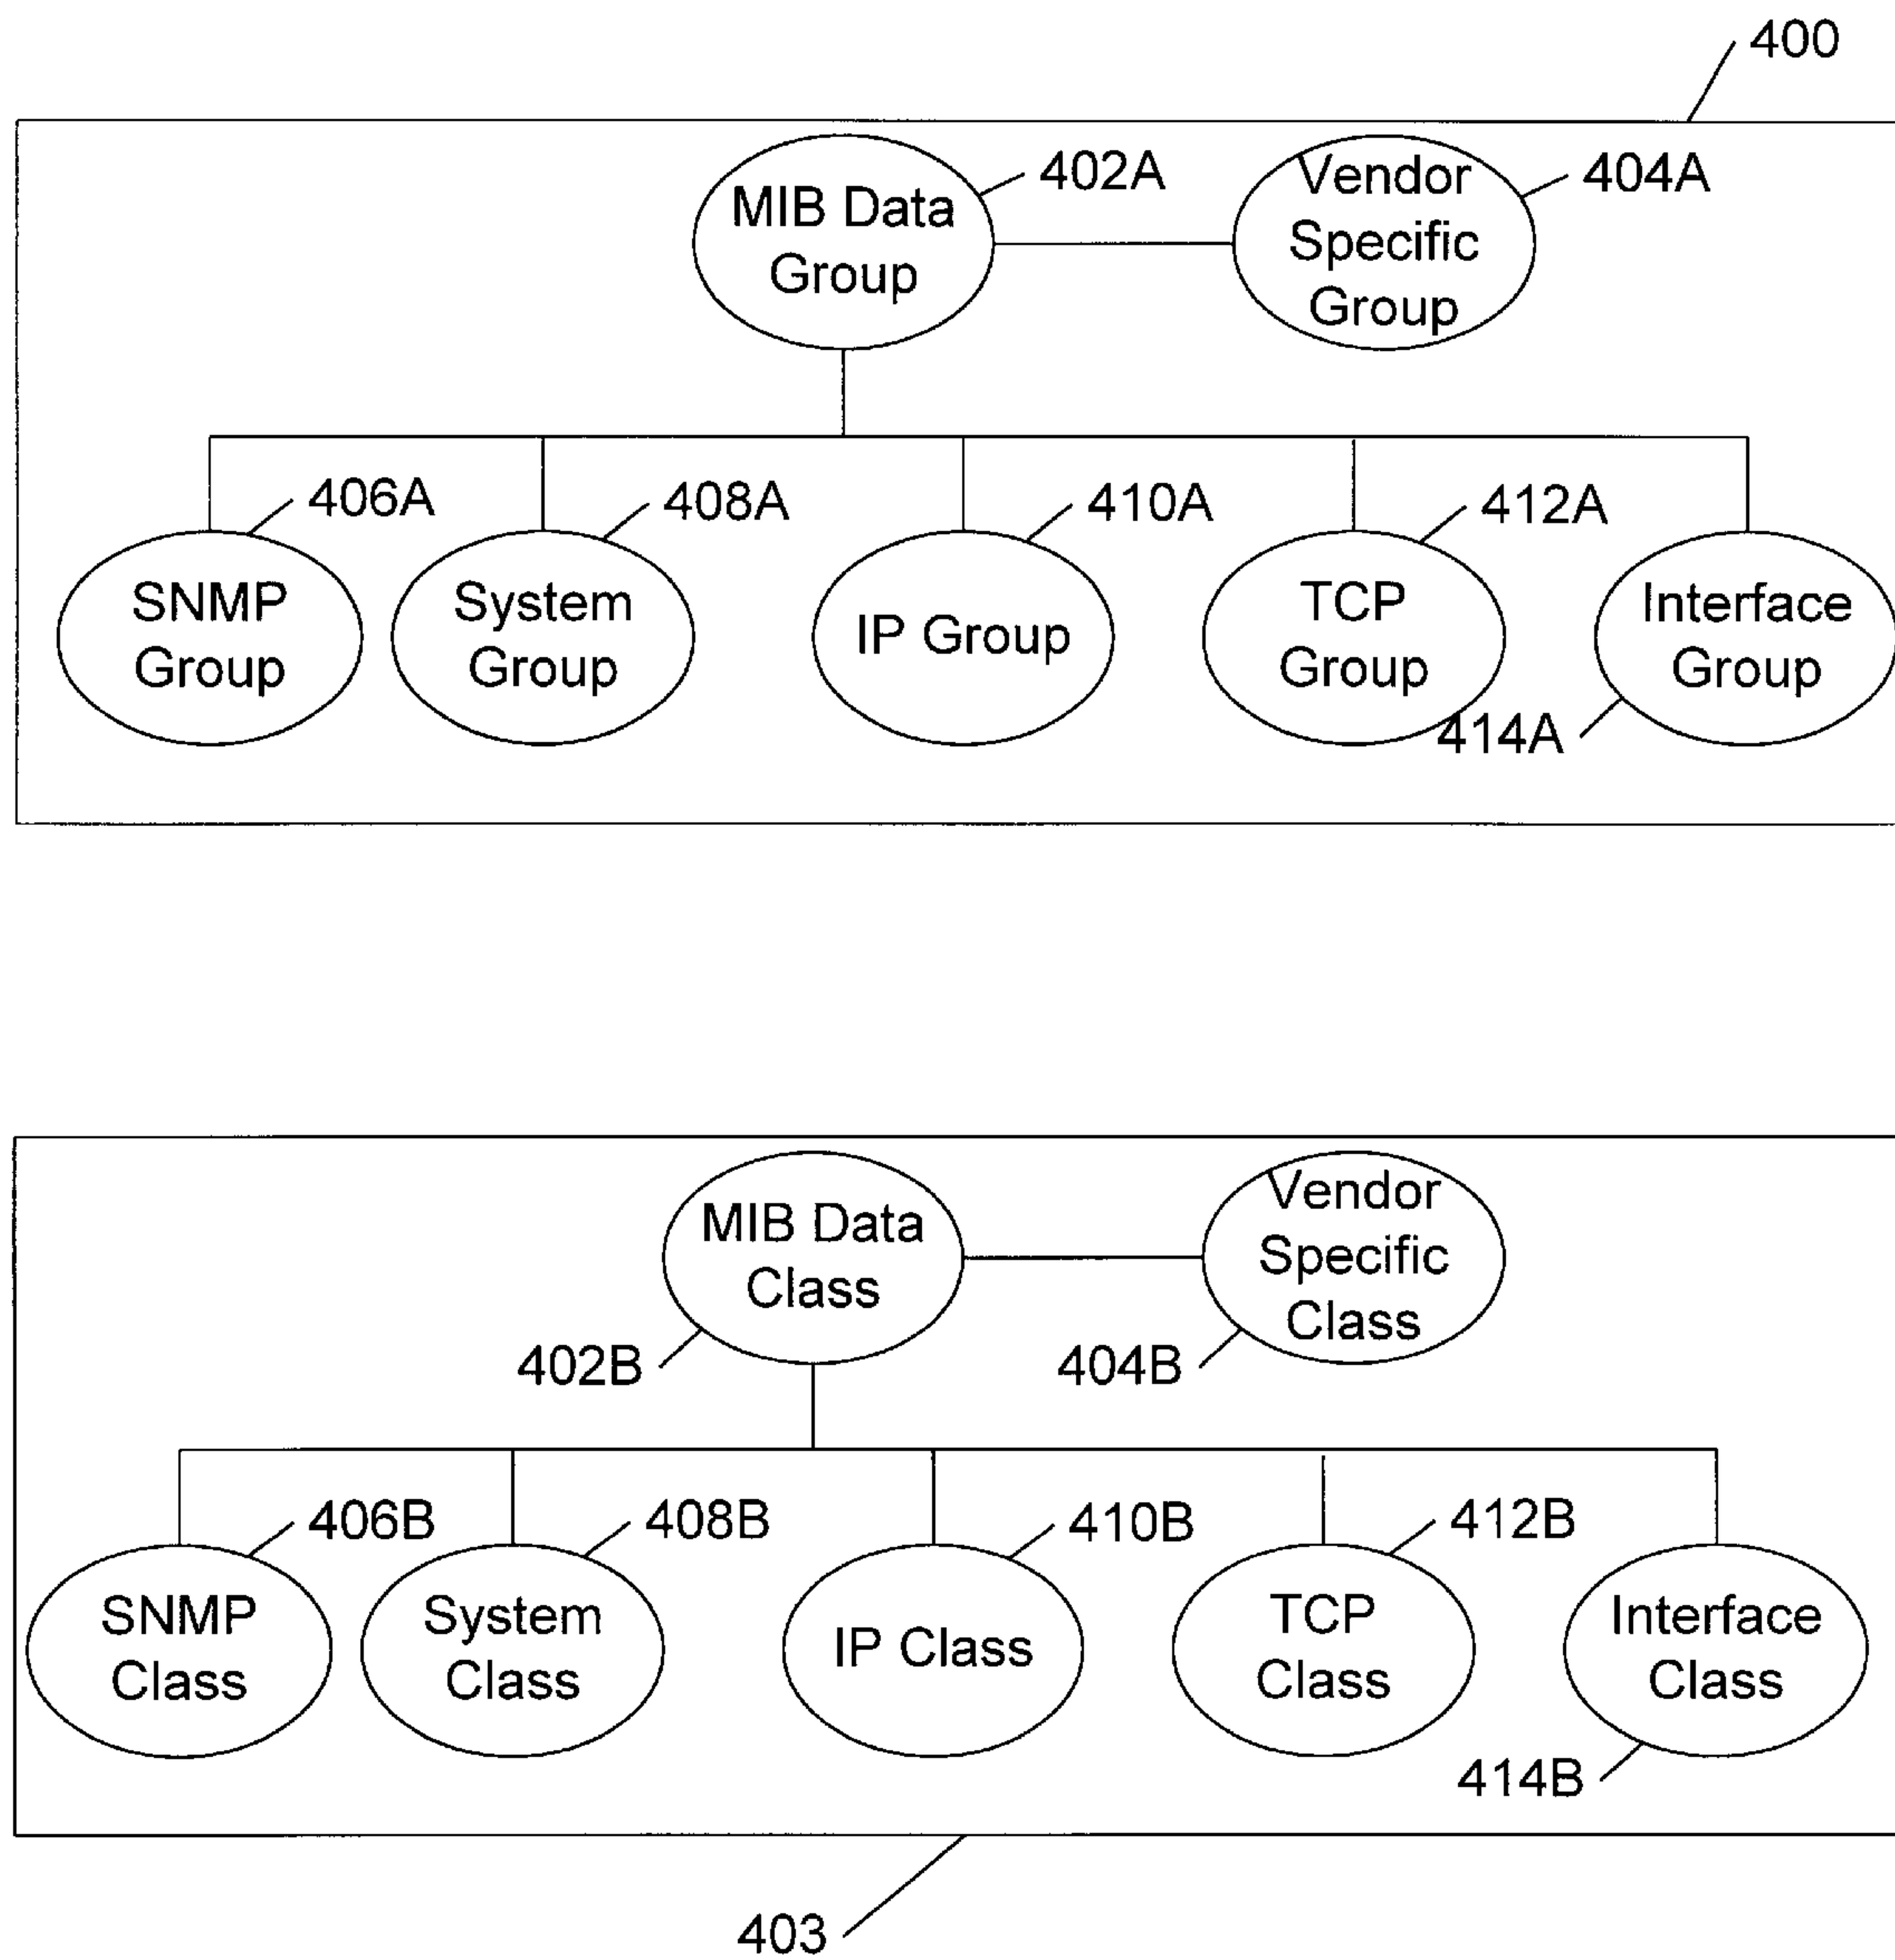 400
402A
404A
MIB Data
Group
Vendor
Specific
Group
406A
408A
410A
412A
SNMP
Group
System
Group
IP Group
TCP
Group
Interface
Group
414A
MIB Data
Class
Vendor
Specific
Class
402B
404B
406B
408B
410B
412B
SNMP
Class
System
Class
IP Class
TCP
Class
Interface
Class
414B
403